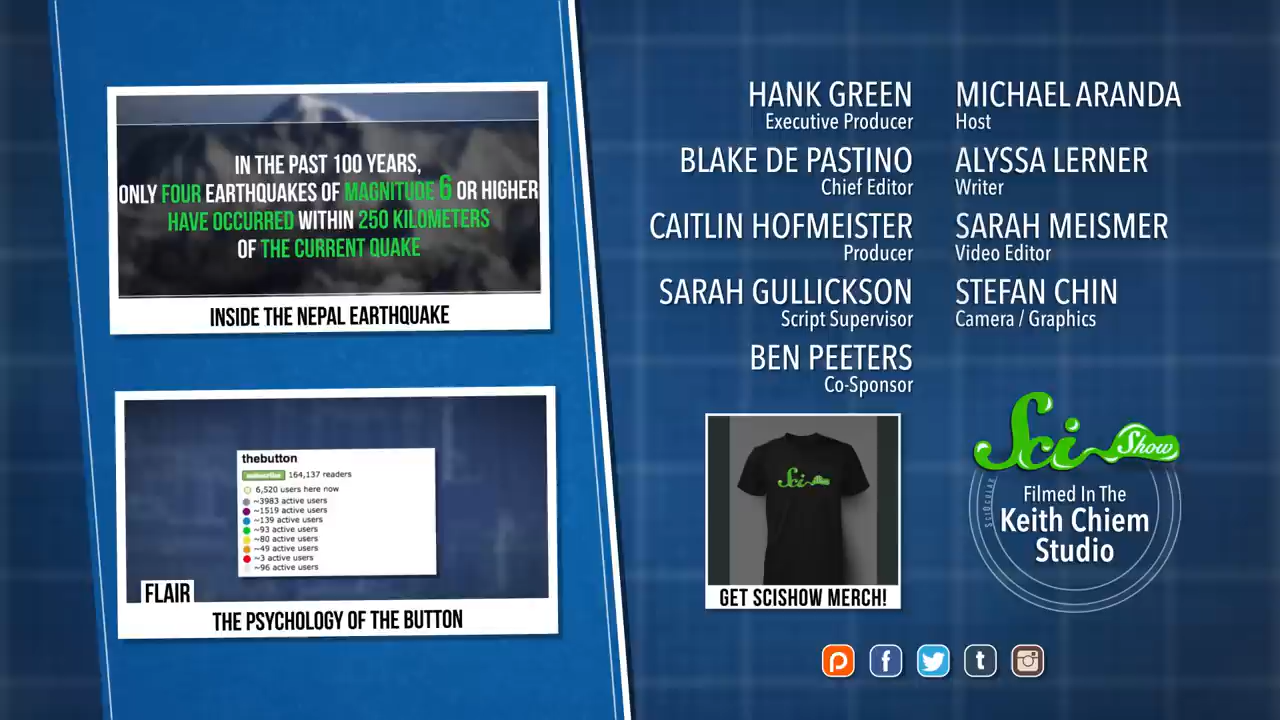 IN THE PAST 100 YEARS,
ONLY FOUR EARTHQUAKES OF MAGNITUDE 6 OR HIGHER
HAVE OCCURRED WITHIN 250 KILOMETERS
OF THE CURRENT QUAKE
INSIDE THE NEPAL EARTHQUAKE
thebutton
164,137 readers
6,520 users here now
~3983 active users
~1519 active users
~139 active users
~93 active users
~80 active users
~49 active users
~3 active users
~96 active users
FLAIR
THE PSYCHOLOGY OF THE BUTTON
HANK GREEN
Executive Producer
BLAKE DE PASTINO
Chief Editor
CAITLIN HOFMEISTER
Producer
SARAH GULLICKSON
Script Supervisor
BEN PEETERS
Co-Sponsor
MICHAEL ARANDA
Host
ALYSSA LERNER
Writer
SARAH MEISMER
Video Editor
STEFAN CHIN
Camera / Graphics
Sci
GET SCISHOW MERCH!
Sci Show
Filmed In The
Keith Chiem
Studio